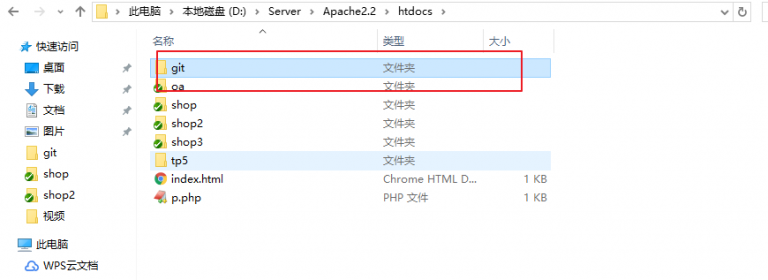 此电脑 > 本地磁盘 (D:) > Server > Apache2.2 > htdocs
快速访问
桌面
下载
文档
图片
git
shop
shop2
视频
此电脑
WPS云文档
名称 类型 大小
git 文件夹
oa 文件夹
shop 文件夹
shop2 文件夹
shop3 文件夹
tp5 文件夹
index.html Chrome HTML D... 1 KB
p.php PHP 文件 1 KB